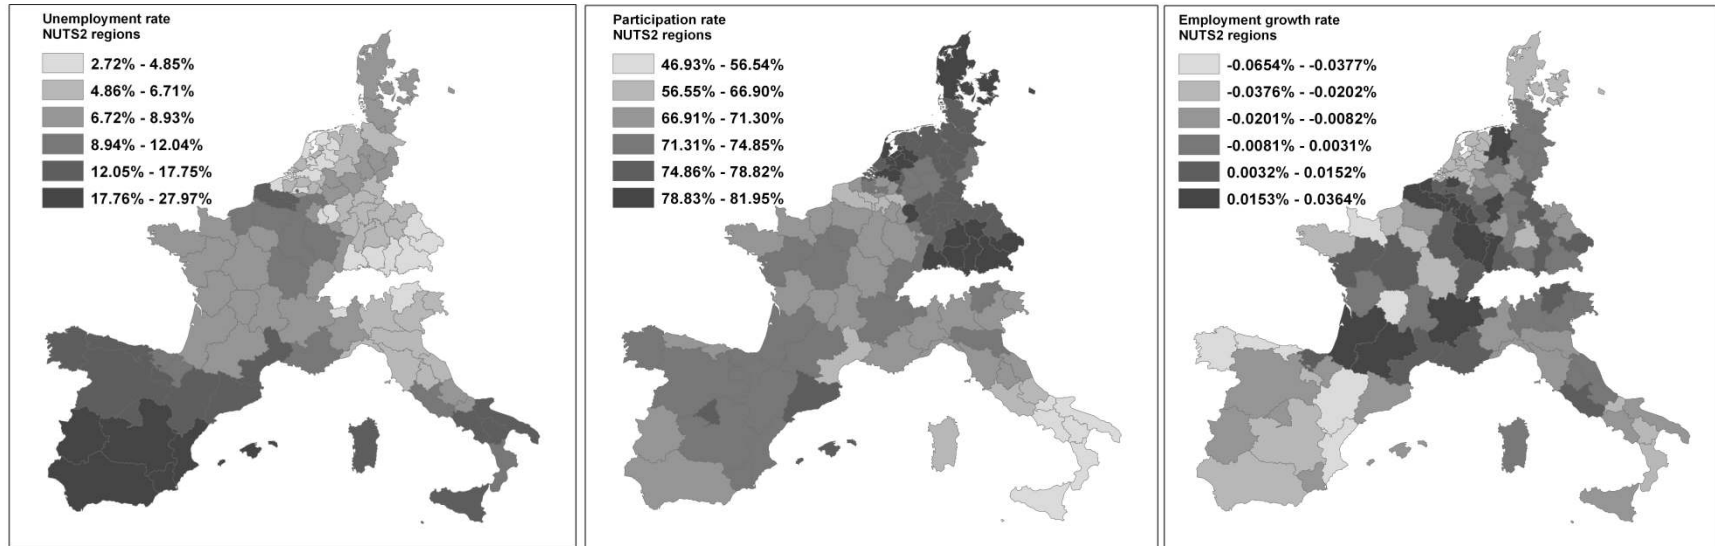 Unemployment rate
NUTS2 regions
2.72% - 4.85%
4.86% - 6.71%
6.72% - 8.93%
8.94% - 12.04%
12.05% - 17.75%
17.76% - 27.97%
Participation rate
NUTS2 regions
46.93% - 56.54%
56.55% - 66.90%
66.91% - 71.30%
71.31% - 74.85%
74.86% - 78.82%
78.83% - 81.95%
Employment growth rate
NUTS2 regions
-0.0654% - -0.0377%
-0.0376% - -0.0202%
-0.0201% - -0.0082%
-0.0081% - 0.0031%
0.0032% - 0.0152%
0.0153% - 0.0364%